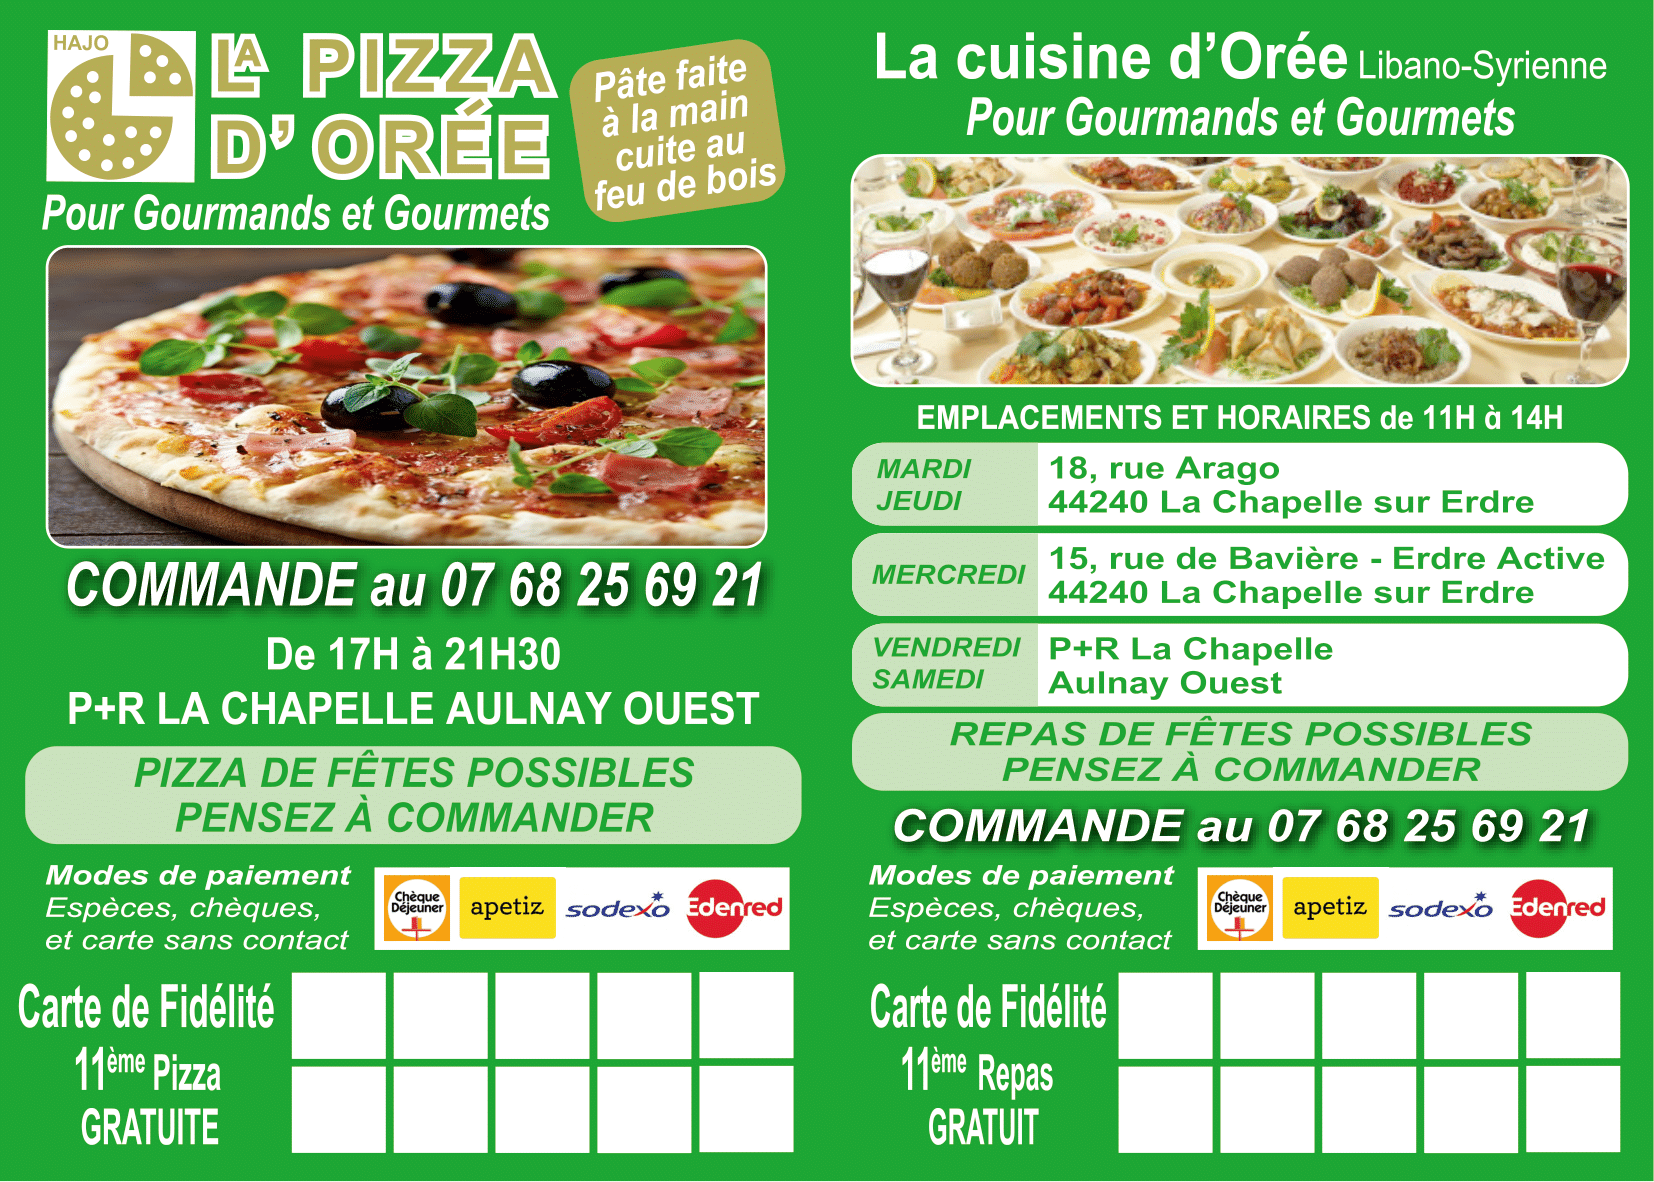 HAJO
LA PIZZA
D'ORÉE
Pour Gourmands et Gourmets
Pâte faite
à la main
cuite au
feu de bois
COMMANDE au 07 68 25 69 21
De 17H à 21H30
P+R LA CHAPELLE AULNAY OUEST
PIZZA DE FÊTES POSSIBLES
PENSEZ À COMMANDER
Modes de paiement
Espèces, chèques,
et carte sans contact
Chèque
Déjeuner
apetiz
sodexo
Edenred
Carte de Fidélité
11ème Pizza
GRATUITE
La cuisine d'Orée Libano-Syrienne
Pour Gourmands et Gourmets
EMPLACEMENTS ET HORAIRES de 11H à 14H
MARDI
JEUDI
18, rue Arago
44240 La Chapelle sur Erdre
MERCREDI
15, rue de Bavière - Erdre Active
44240 La Chapelle sur Erdre
VENDREDI
SAMEDI
P+R La Chapelle
Aulnay Ouest
REPAS DE FÊTES POSSIBLES
PENSEZ À COMMANDER
COMMANDE au 07 68 25 69 21
Modes de paiement
Espèces, chèques,
et carte sans contact
Chèque
Déjeuner
apetiz
sodexo
Edenred
Carte de Fidélité
11ème Repas
GRATUIT